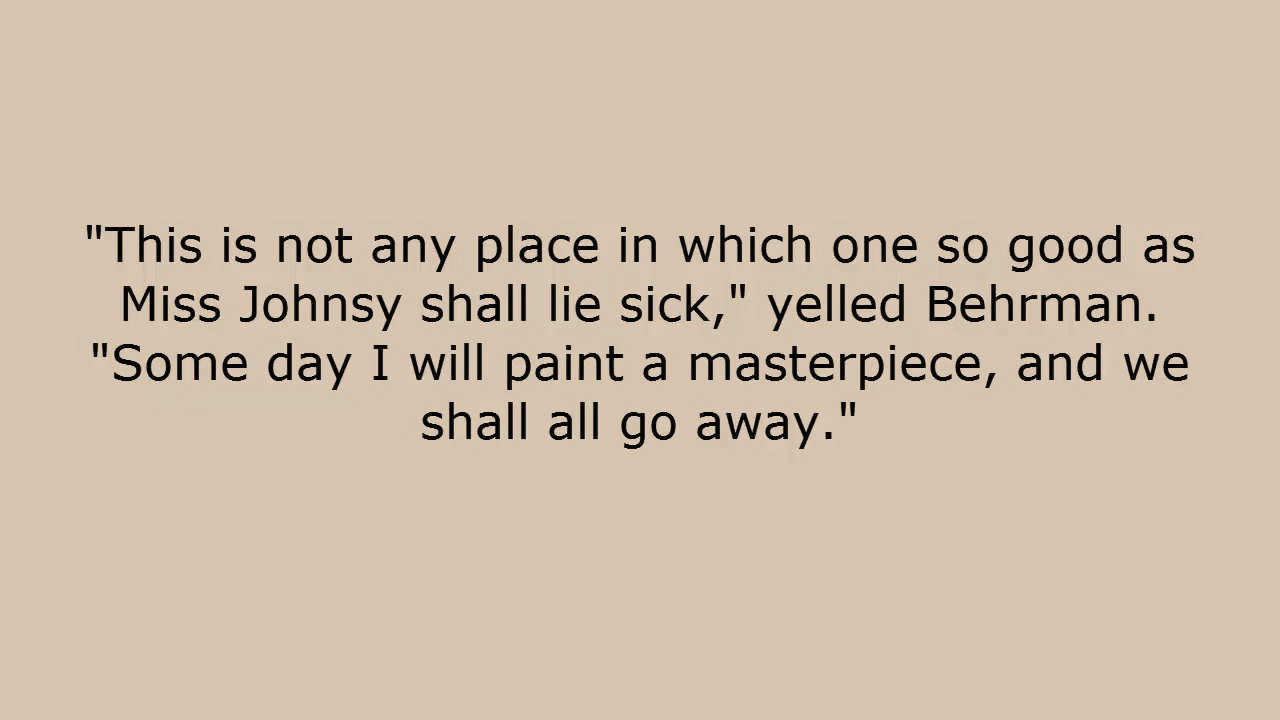 "This is not any place in which one so good as
Miss Johnsy shall lie sick," yelled Behrman.
"Some day I will paint a masterpiece, and we
shall all go away."